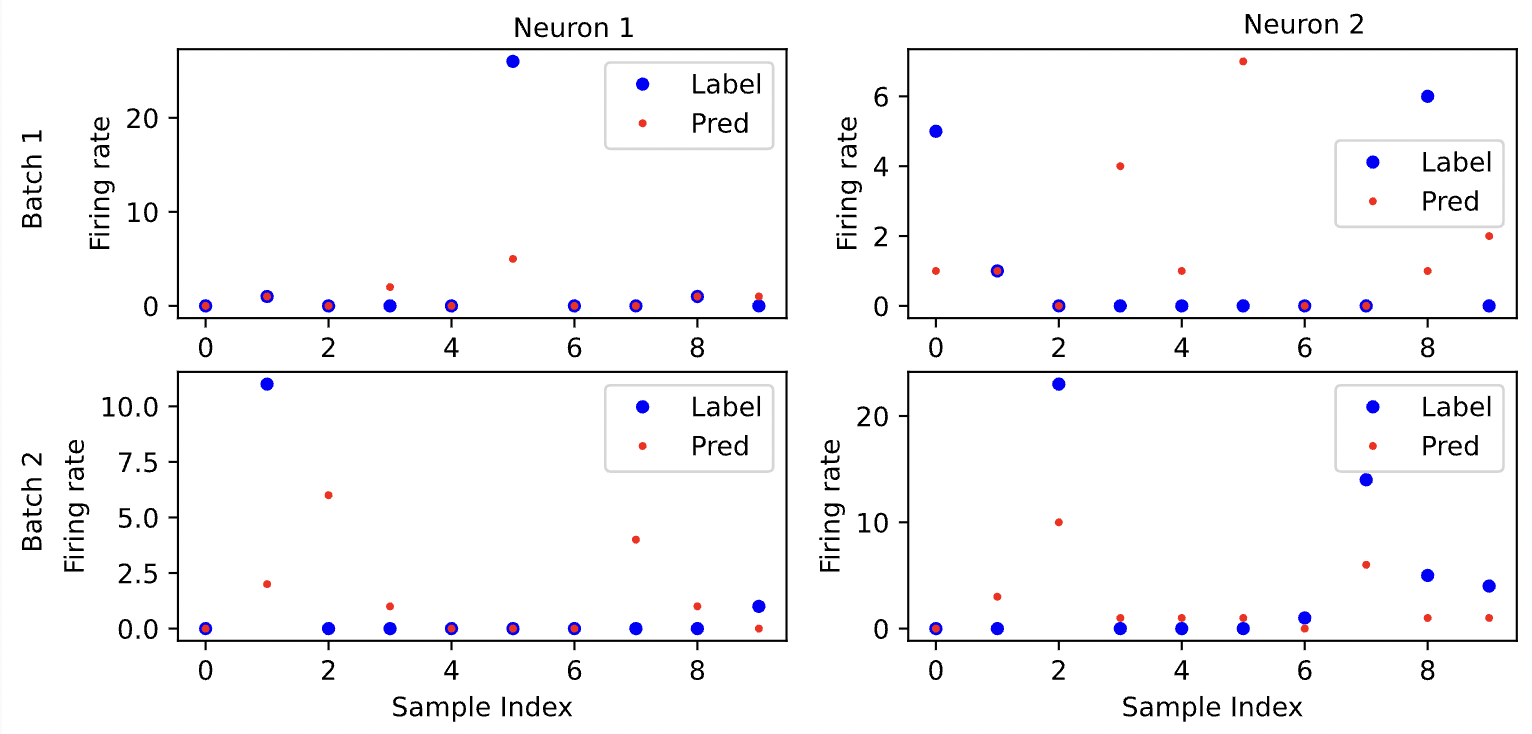 Neuron 1
Neuron 2
Batch 1
Firing rate
20
10
0
Label
Pred
0 2 4 6 8
Firing rate
6
4
2
0
Label
Pred
0 2 4 6 8
Batch 2
Firing rate
10.0
7.5
5.0
2.5
0.0
Label
Pred
0 2 4 6 8
Sample Index
Firing rate
20
10
0
Label
Pred
0 2 4 6 8
Sample Index